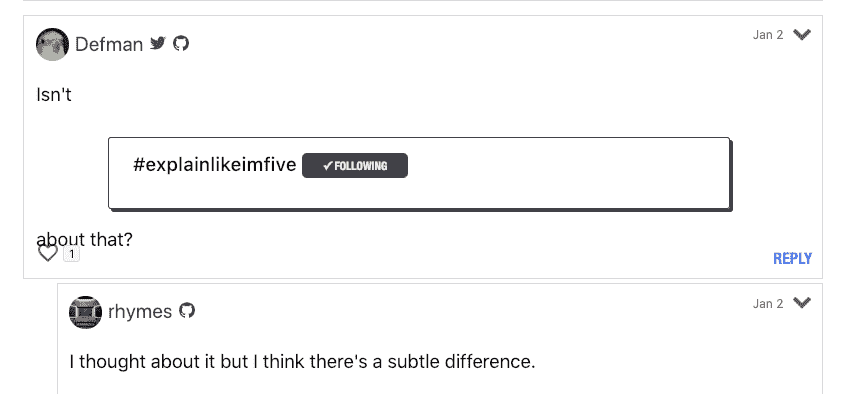 Defman
Jan 2
Isn't
#explainlikeimfive ✓FOLLOWING
about that?
1
REPLY
rhymes
Jan 2
I thought about it but I think there's a subtle difference.